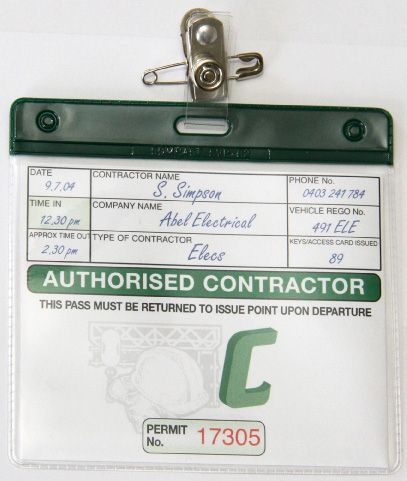 DATE CONTRACTOR NAME PHONE No.
9.7.04 S. Simpson 0403 241 784
TIME IN COMPANY NAME VEHICLE REGO No.
12.30 pm Abel Electrical 491 ELE
APPROX TIME OUT TYPE OF CONTRACTOR KEYS/ACCESS CARD ISSUED
2.30 pm Elecs 89
AUTHORISED CONTRACTOR
THIS PASS MUST BE RETURNED TO ISSUE POINT UPON DEPARTURE
C
PERMIT No. 17305